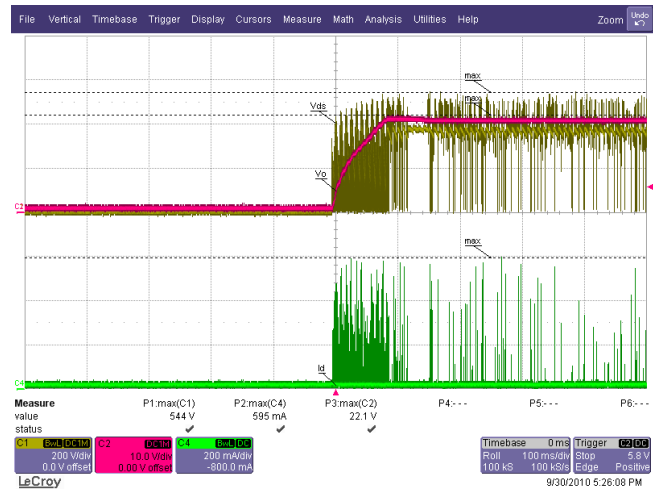 File Vertical Timebase Trigger Display Cursors Measure Math Analysis Utilities Help Zoom Undo
max
Vds
max
Vo
C2
max
Id
C4
Measure P1:max(C1) P2:max(C4) P3:max(C2) P4:--- P5:--- P6:---
value 544 V 595 mA 22.1 V
status
C1 BwL DC1M C2 DC1M C4 BwL DC Timebase 0 ms Trigger C2 DC
200 V/div 10.0 V/div 200 mA/div Roll 100 ms/div Stop 5.8 V
0.0 V offset 0.00 V offset -800.0 mA 100 kS 100 kS/s Edge Positive
LeCroy 9/30/2010 5:26:08 PM